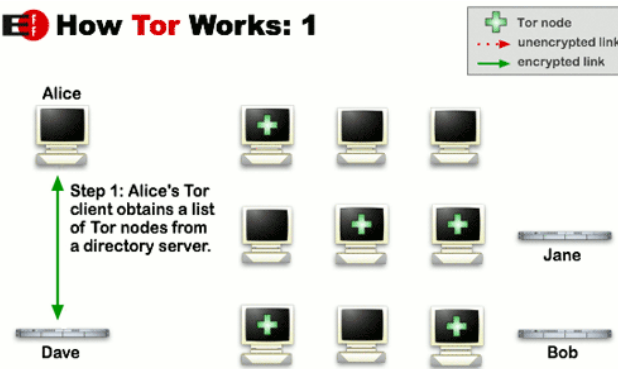 EFF How Tor Works: 1
Tor node
unencrypted link
encrypted link
Alice
Step 1: Alice's Tor
client obtains a list
of Tor nodes from
a directory server.
Jane
Dave
Bob